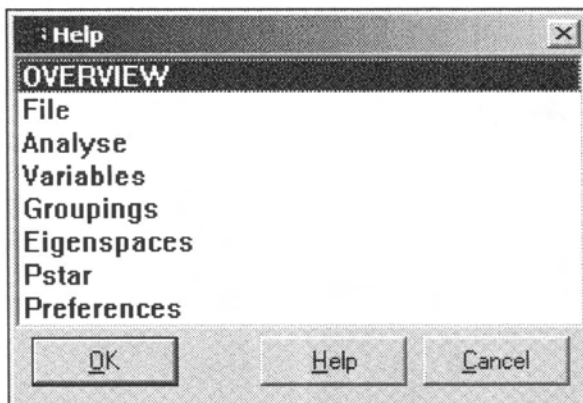 Help
OVERVIEW
File
Analyse
Variables
Groupings
Eigenspaces
Pstar
Preferences
OK Help Cancel